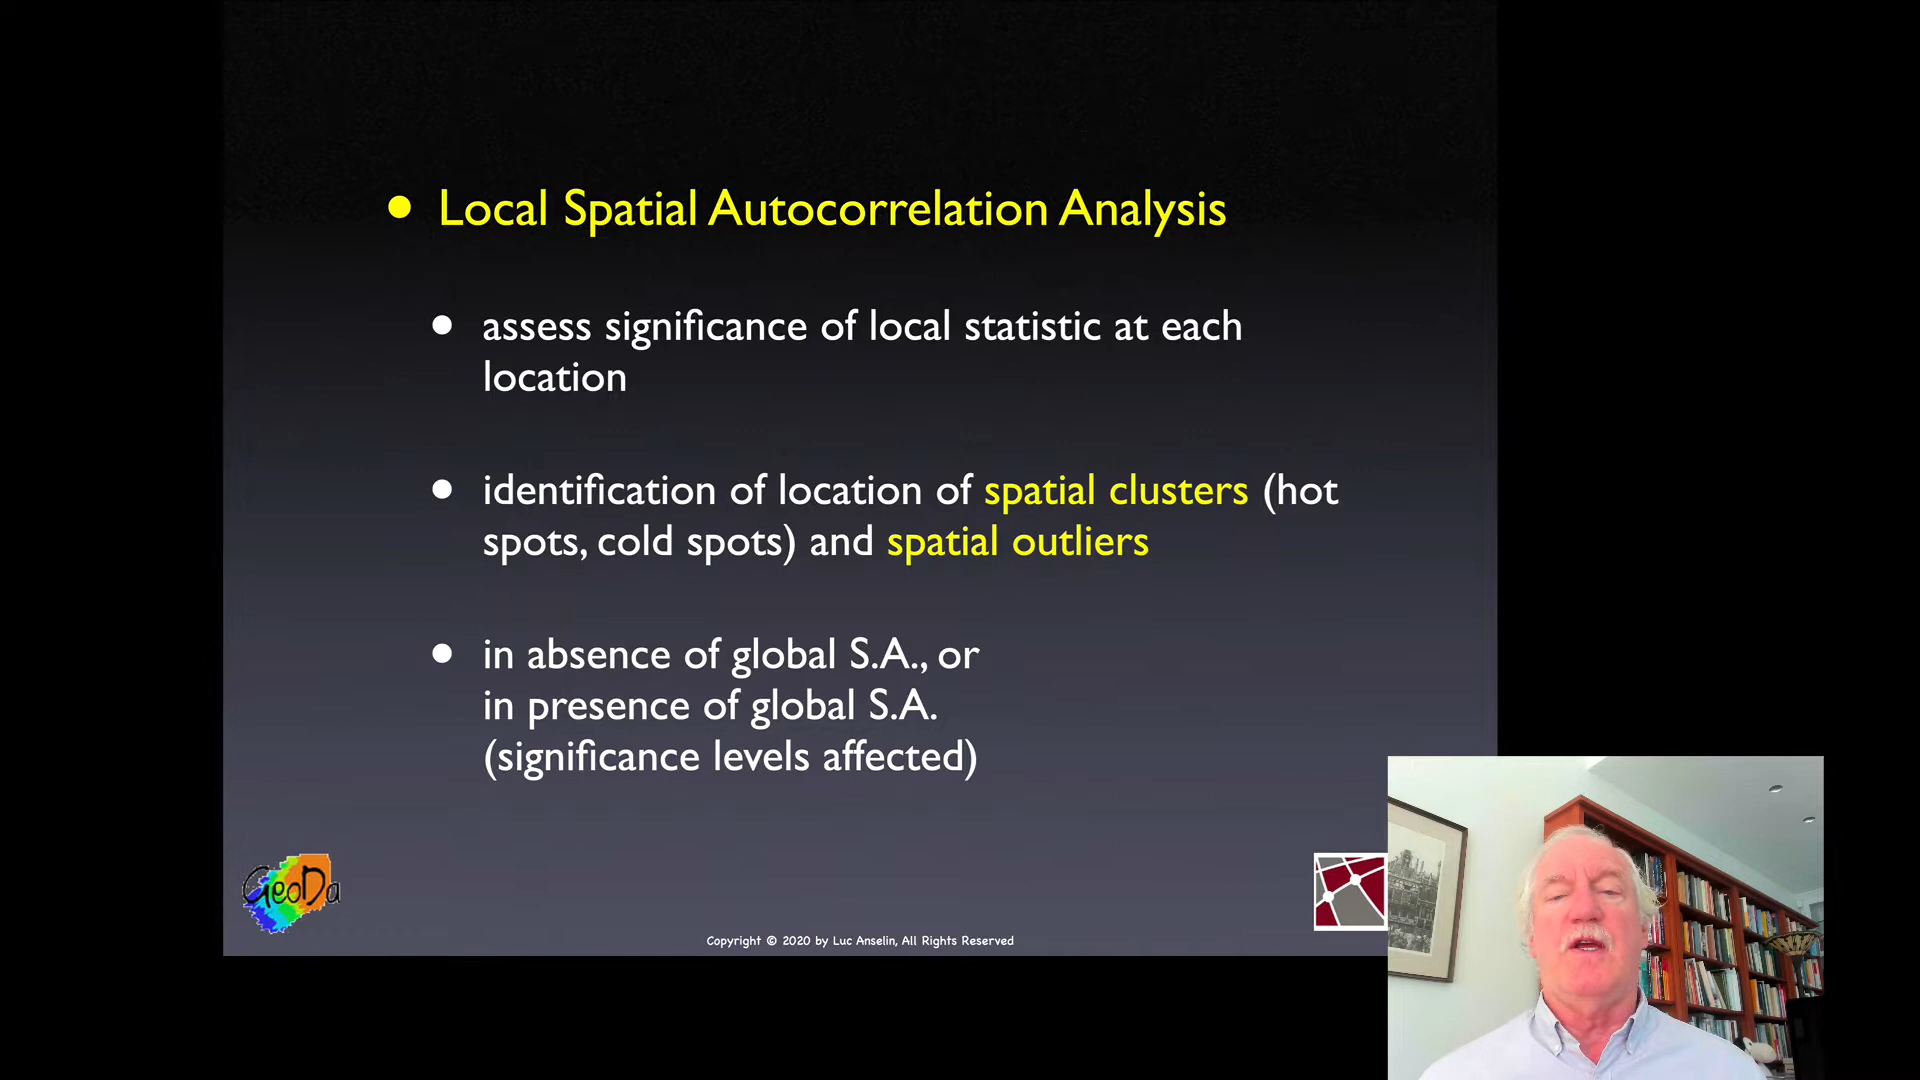 Local Spatial Autocorrelation Analysis
assess significance of local statistic at each
location
identification of location of spatial clusters (hot
spots, cold spots) and spatial outliers
in absence of global S.A., or
in presence of global S.A.
(significance levels affected)
GeoDa
Copyright © 2020 by Luc Anselin, All Rights Reserved